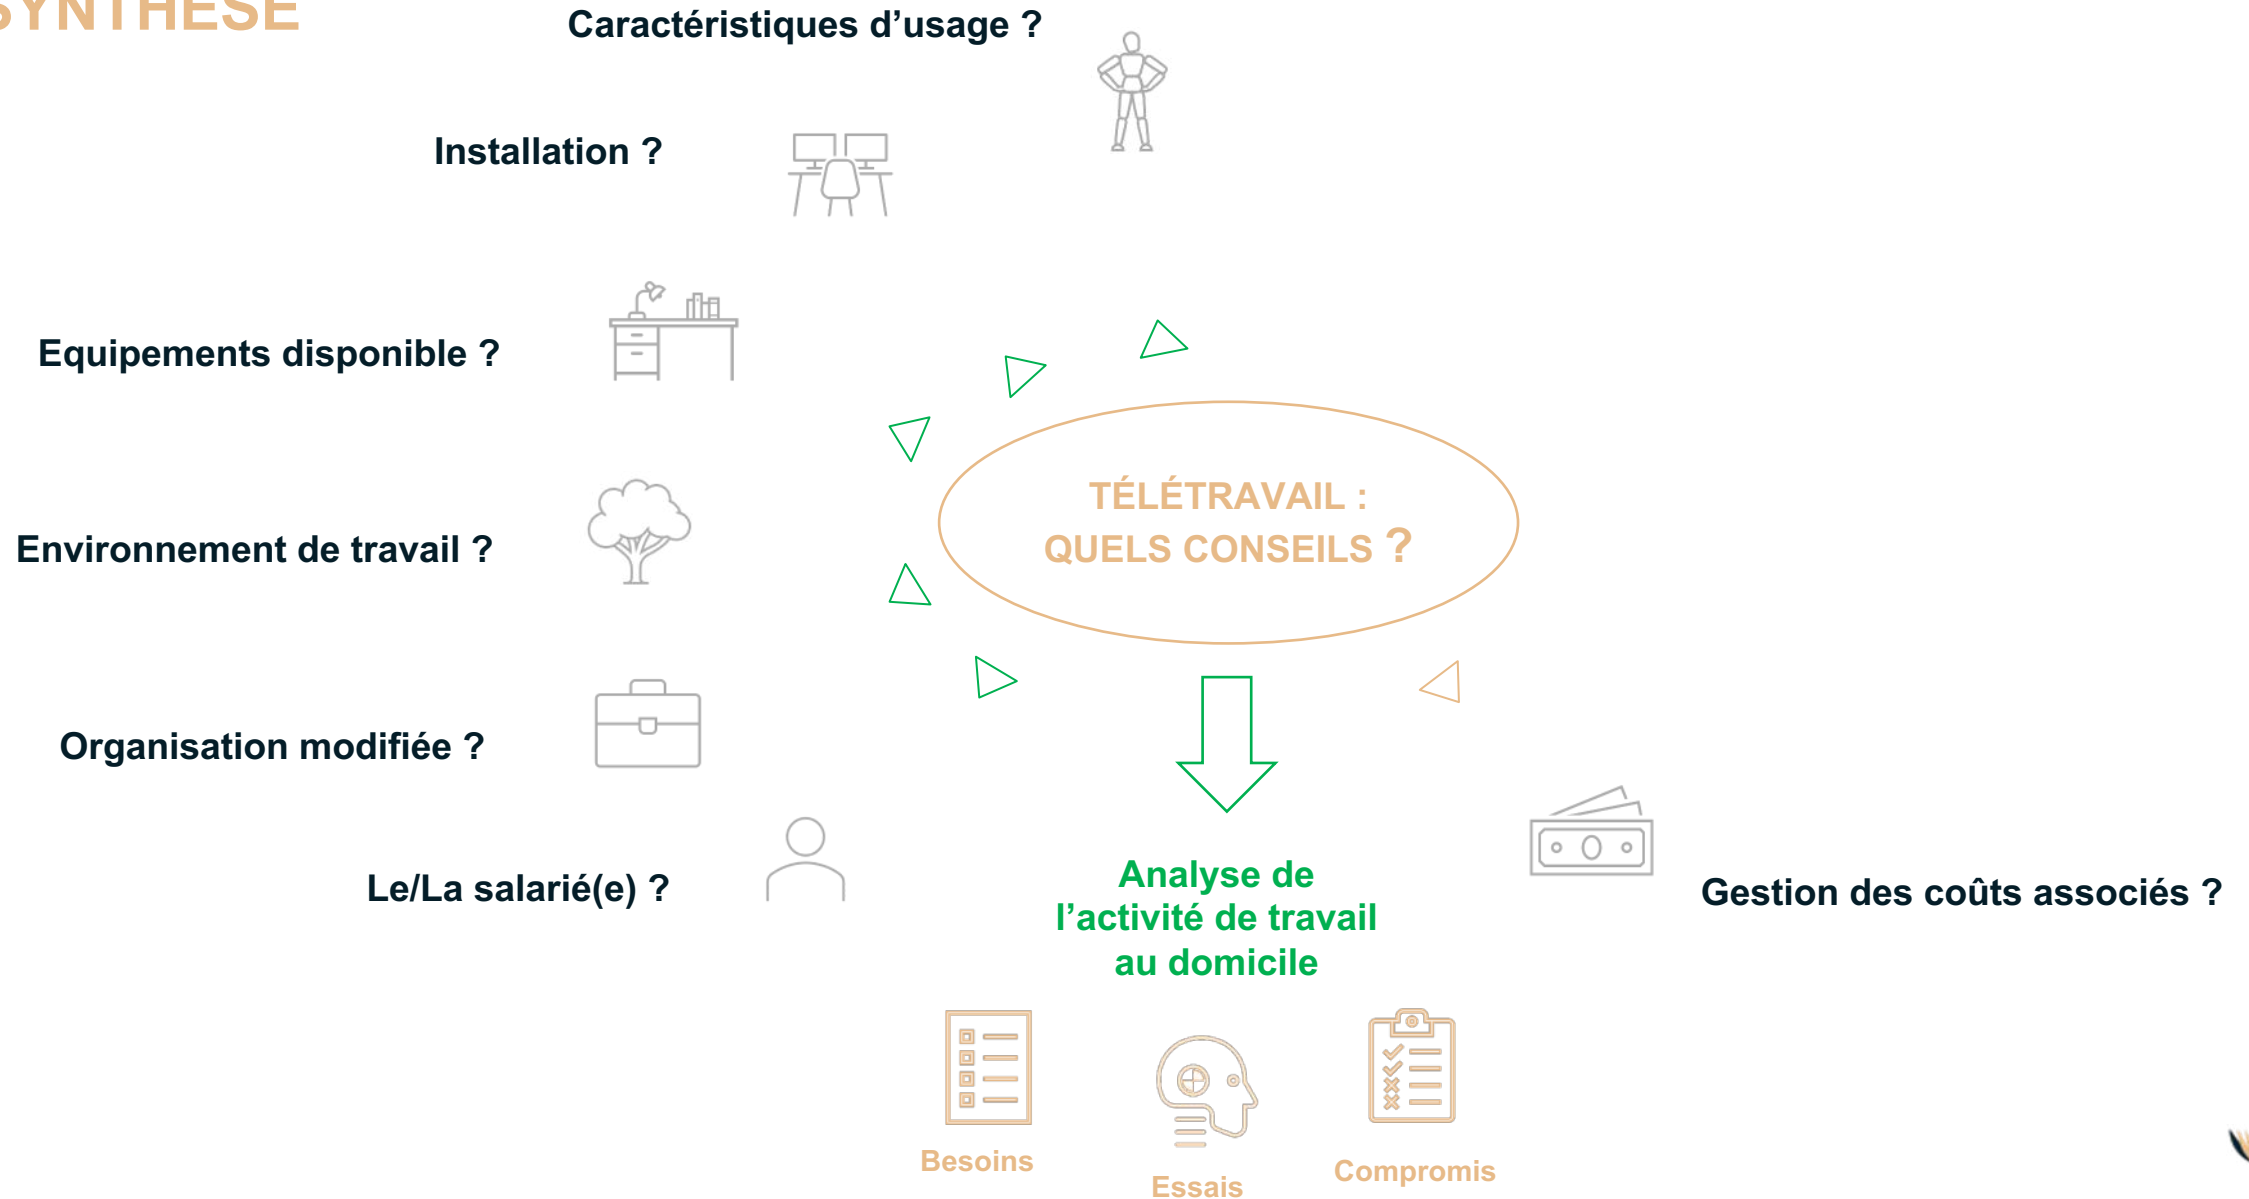 SYNTHÈSE
Caractéristiques d’usage ?
Installation ?
Equipements disponible ?
Environnement de travail ?
Organisation modifiée ?
Le/La salarié(e) ?
TÉLÉTRAVAIL :
QUELS CONSEILS ?
Analyse de
l’activité de travail
au domicile
Gestion des coûts associés ?
Besoins
Essais
Compromis